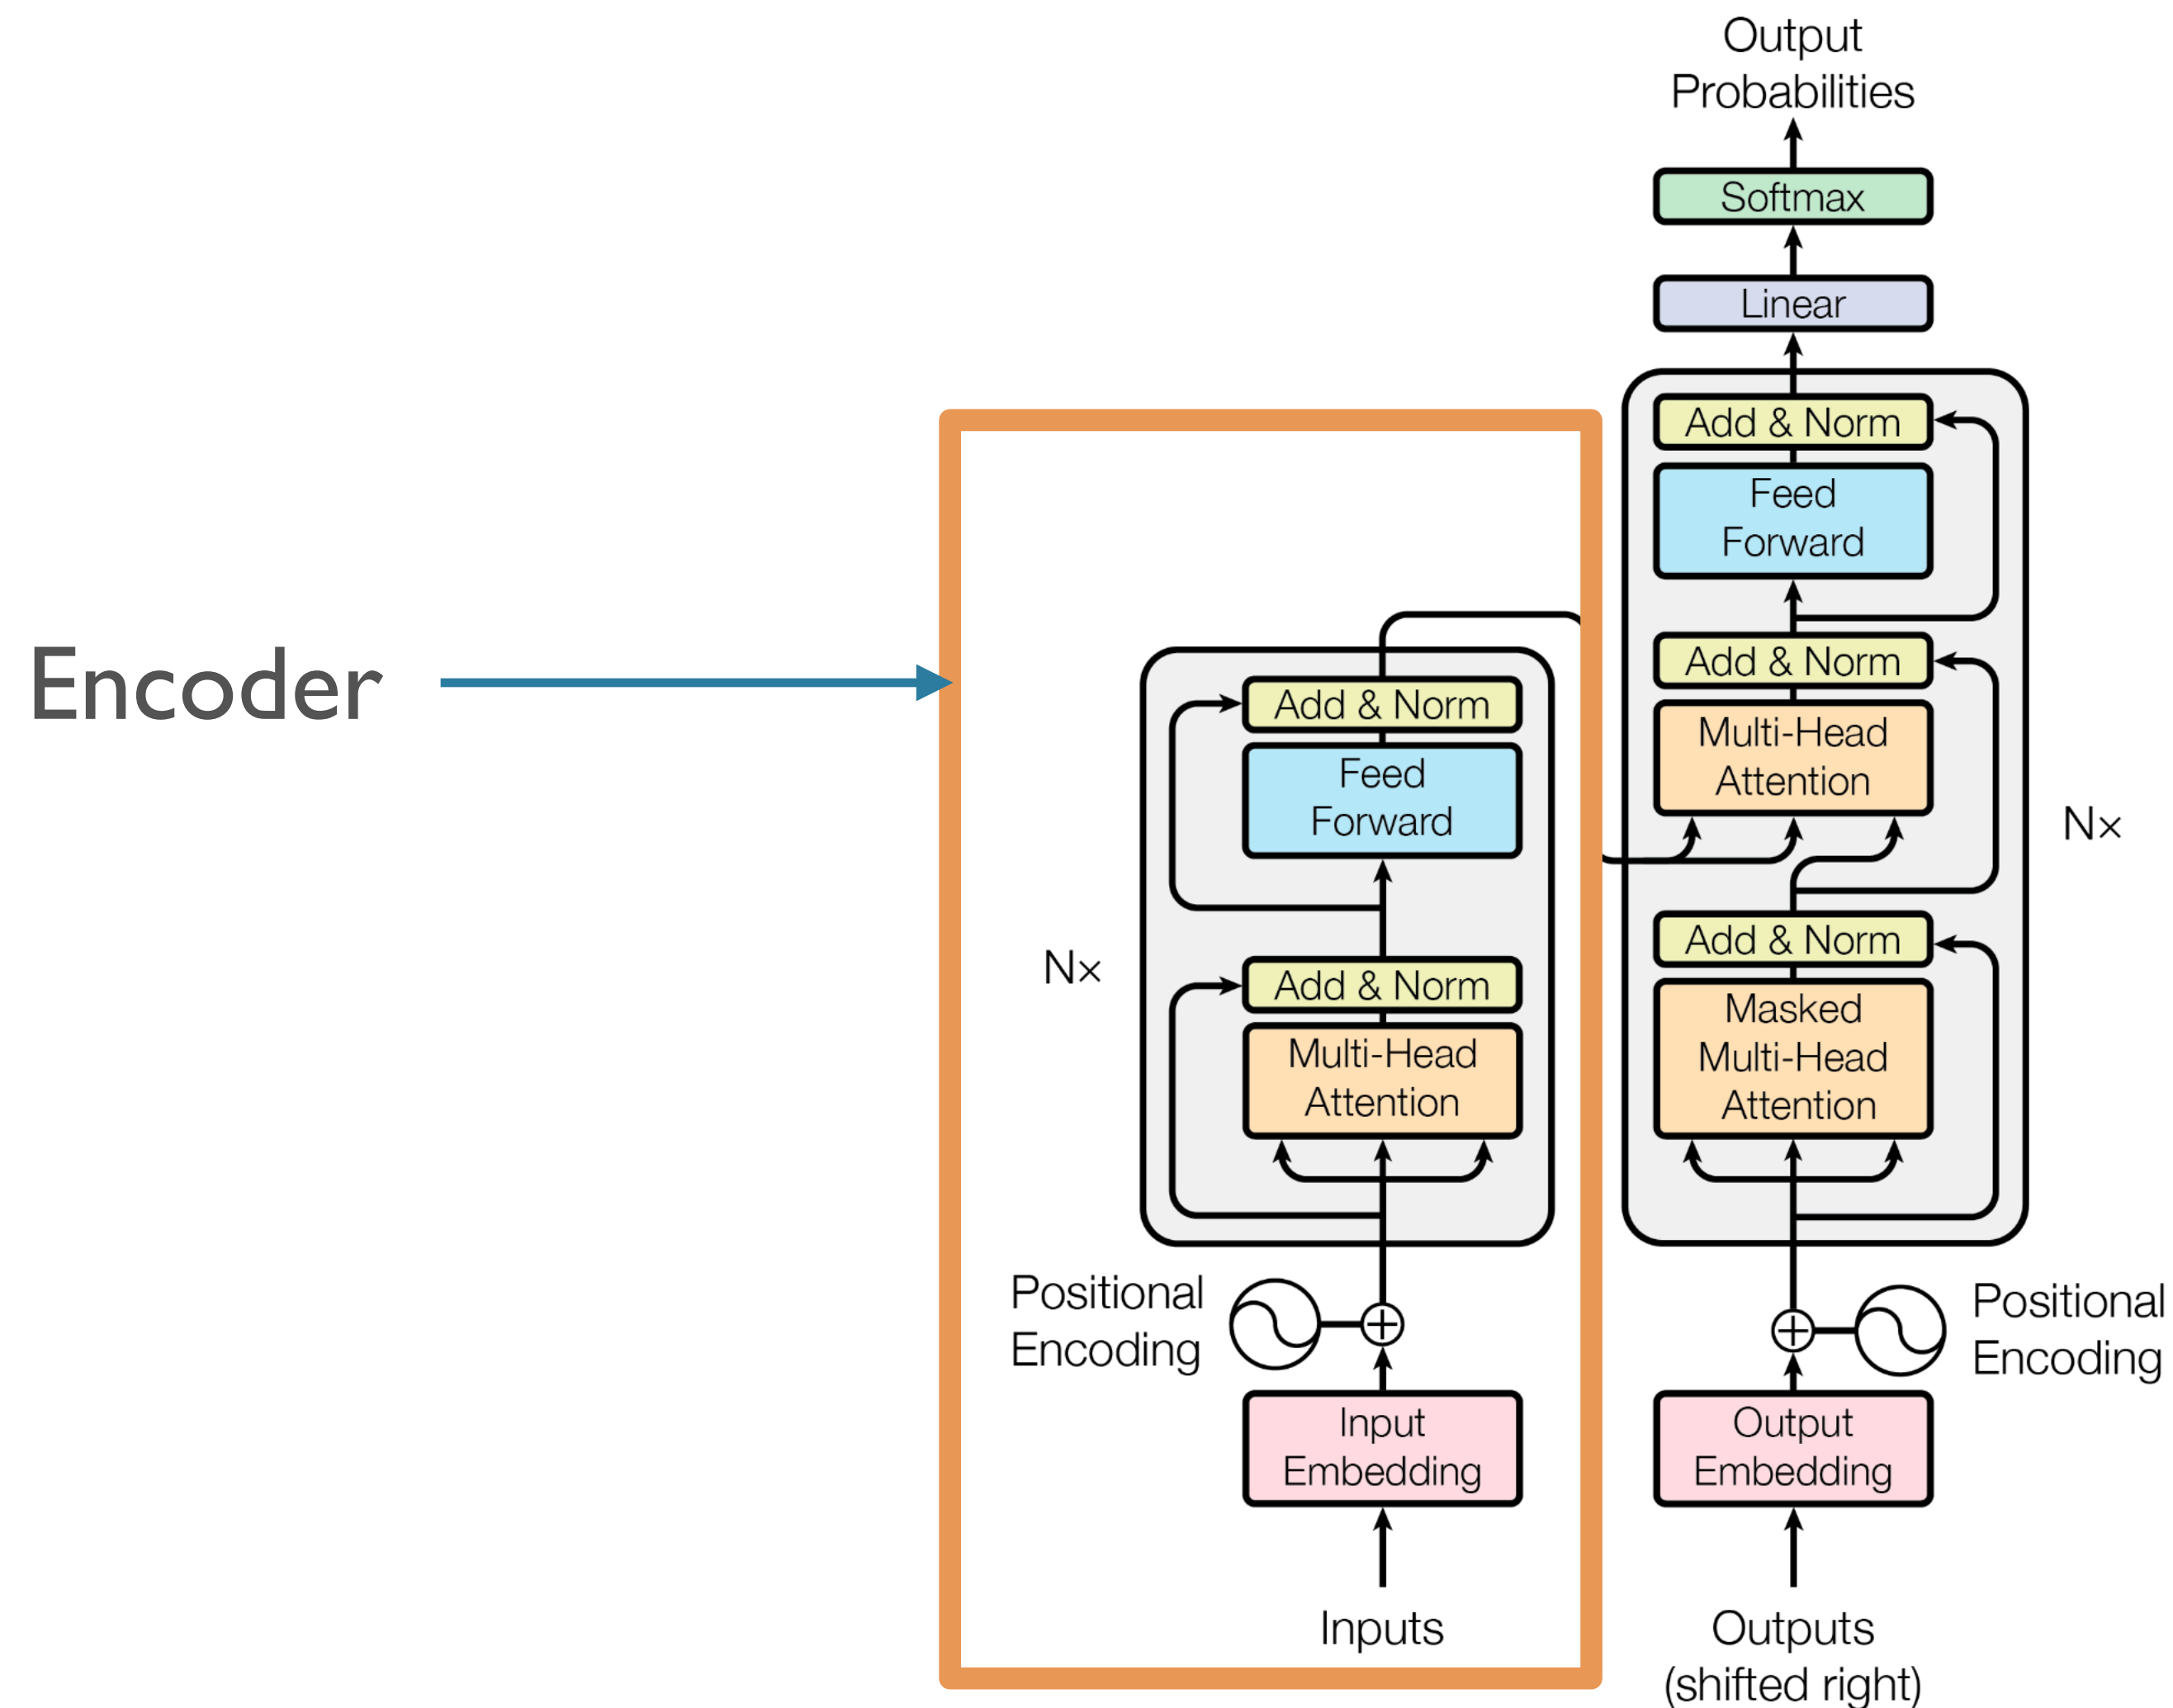 Encoder
Output
Probabilities
Softmax
Linear
Add & Norm
Feed
Forward
Add & Norm
Multi-Head
Attention
N×
Add & Norm
Masked
Multi-Head
Attention
Positional
Encoding
Output
Embedding
Outputs
(shifted right)
Add & Norm
Feed
Forward
N×
Add & Norm
Multi-Head
Attention
Positional
Encoding
Input
Embedding
Inputs